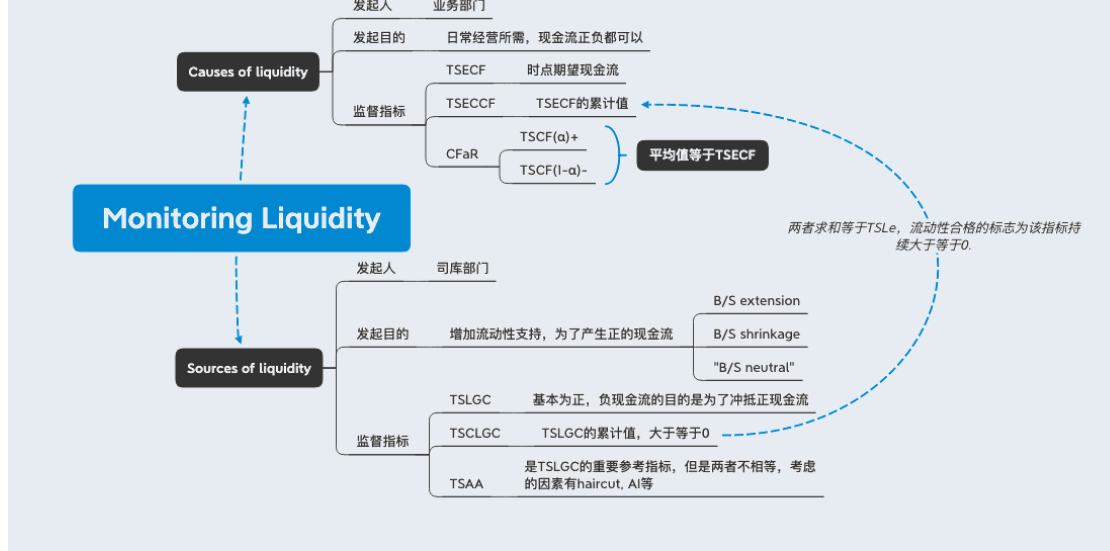 发起人
业务部门
发起目的
日常经营所需，现金流正负都可以
Causes of liquidity
监督指标
TSECF
时点期望现金流
TSECCF
TSECF的累计值
CFaR
TSCF(α)+
TSCF(1-α)-
平均值等于TSECF
Monitoring Liquidity
两者求和等于TSLe，流动性合格的标志为该指标持
续大于等于0.
Sources of liquidity
发起人
司库部门
发起目的
增加流动性支持，为了产生正的现金流
B/S extension
B/S shrinkage
"B/S neutral"
监督指标
TSLGC
基本为正，负现金流的目的是为了冲抵正现金流
TSCLGC
TSLGC的累计值，大于等于0
TSAA
是TSLGC的重要参考指标，但是两者不相等，考虑
的因素有haircut, AI等